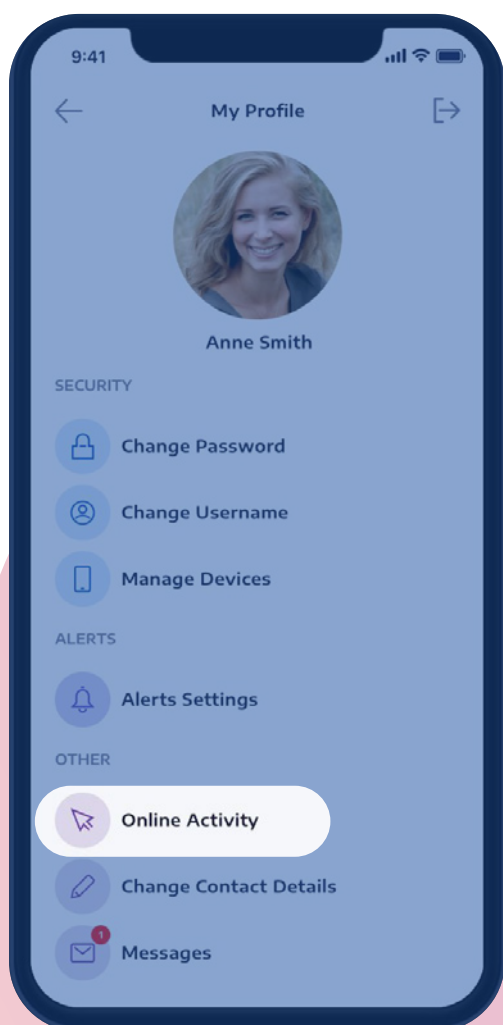 9:41
My Profile
Anne Smith
SECURITY
Change Password
Change Username
Manage Devices
ALERTS
Alerts Settings
OTHER
Online Activity
Change Contact Details
1
Messages